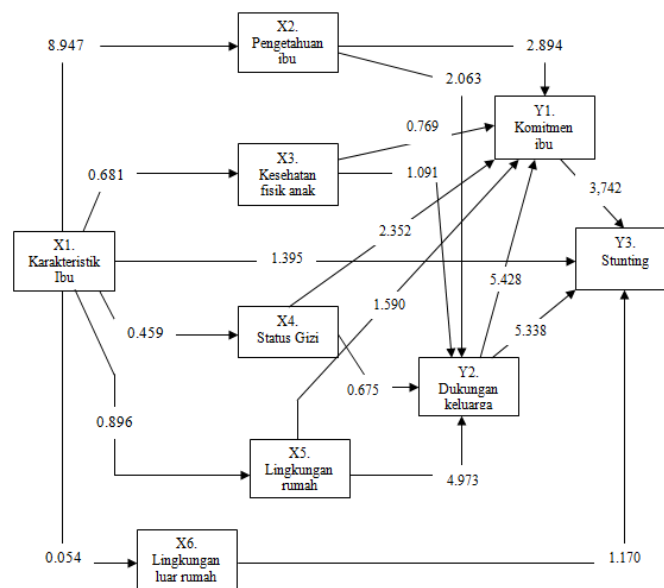 8.947
X2.
Pengetahuan
ibu
2.894
2.063
Y1.
Komitmen
ibu
0.769
X3.
Kesehatan
fisik anak
0.681
1.091
3,742
2.352
X1.
Karakteristik
Ibu
1.395
Y3.
Stunting
5.428
1.590
0.459
X4.
Status Gizi
5.338
0.675
Y2.
Dukungan
keluarga
0.896
X5.
Lingkungan
rumah
4.973
0.054
X6.
Lingkungan
luar rumah
1.170